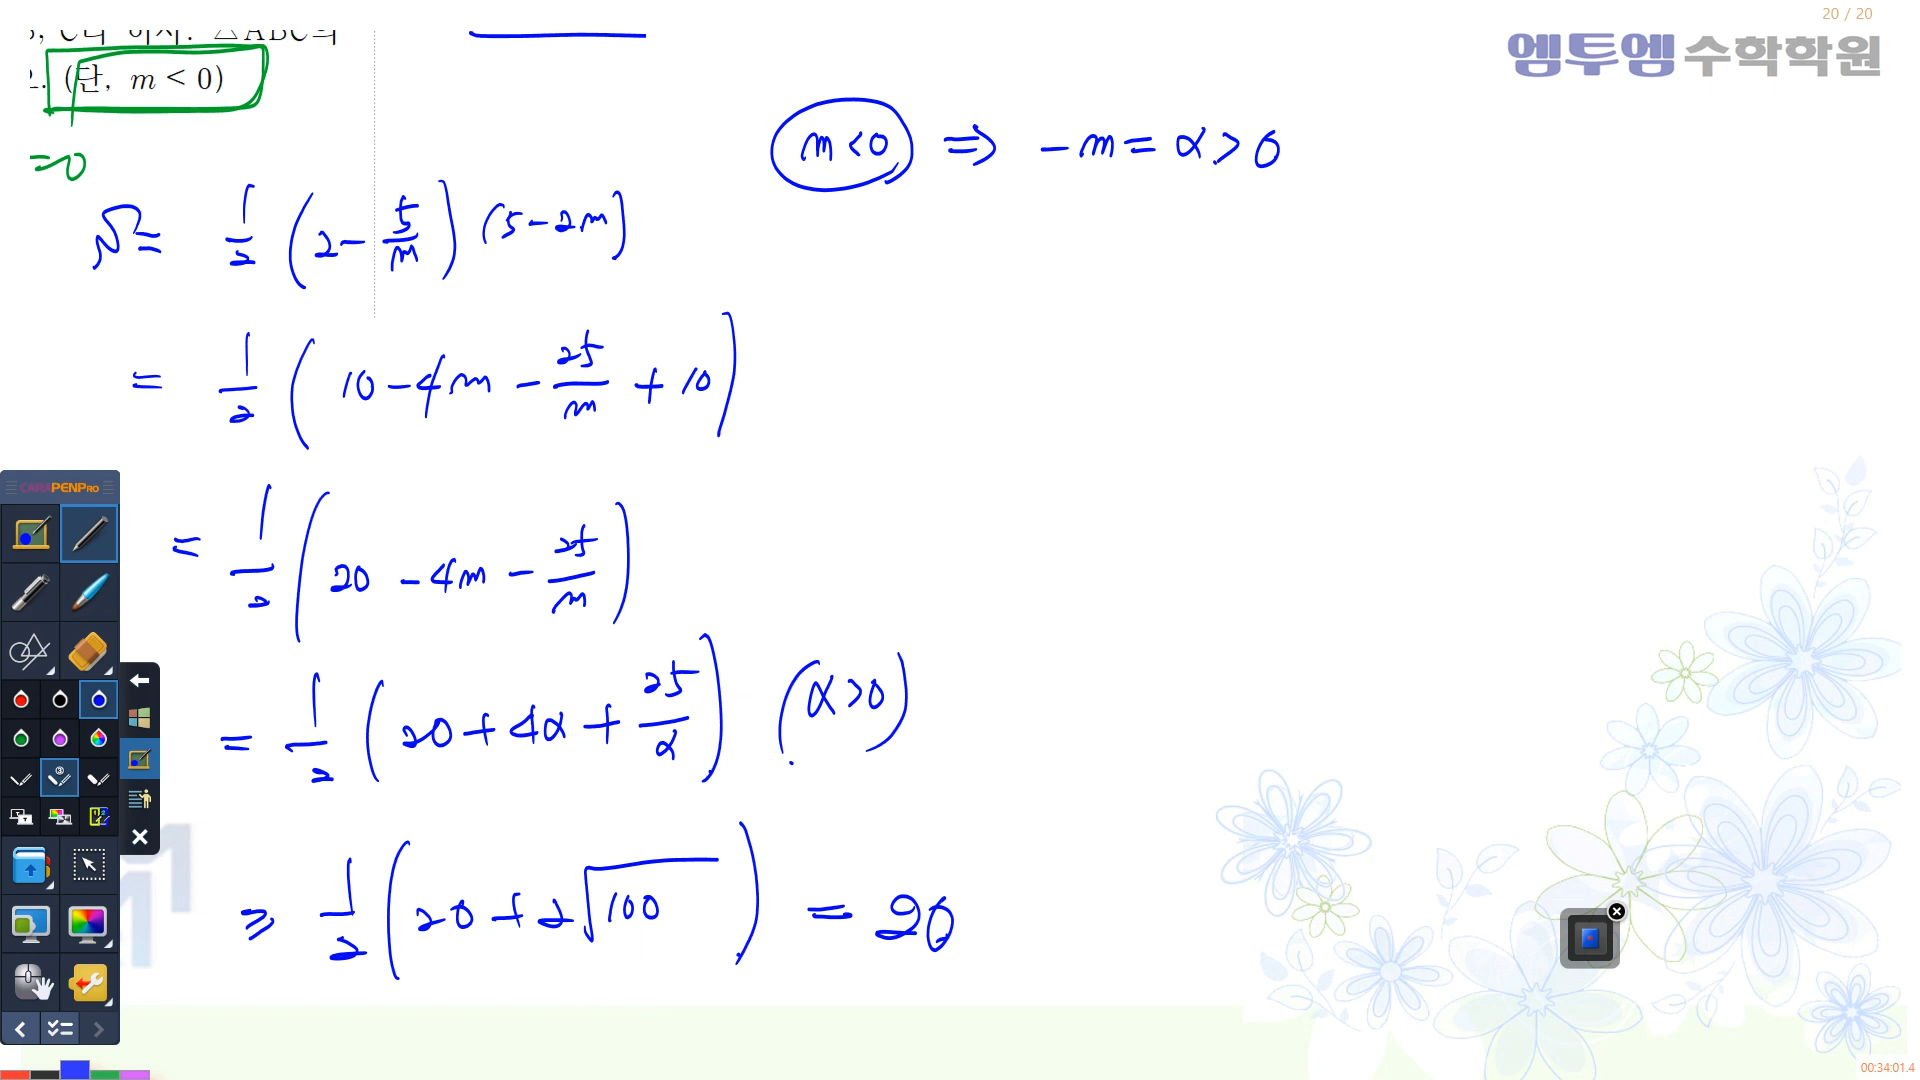 20 / 20
엠투엠 수학학원
(단, m < 0)
m<0 ⇒ -m = α > 0
=0
S = 1/2 (2 - 5/m) (5 - 2m)
= 1/2 (10 - 4m - 25/m + 10)
= 1/2 (20 - 4m - 25/m)
= 1/2 (20 + 4α + 25/α) (α>0)
≥ 1/2 (20 + 2√100) = 20
CARAPENPRO
00:34:01.4